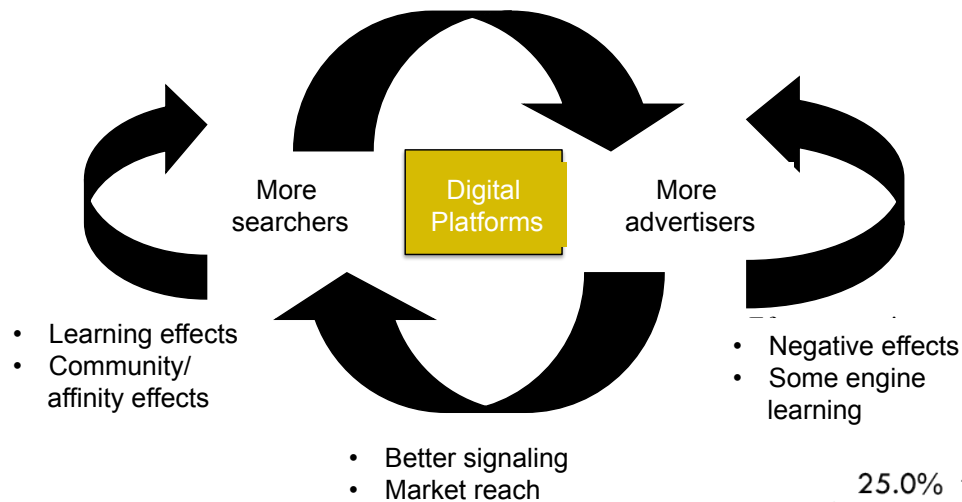 More
searchers
Digital
Platforms
More
advertisers
• Learning effects
• Community/
affinity effects
• Negative effects
• Some engine
learning
• Better signaling
• Market reach
25.0%